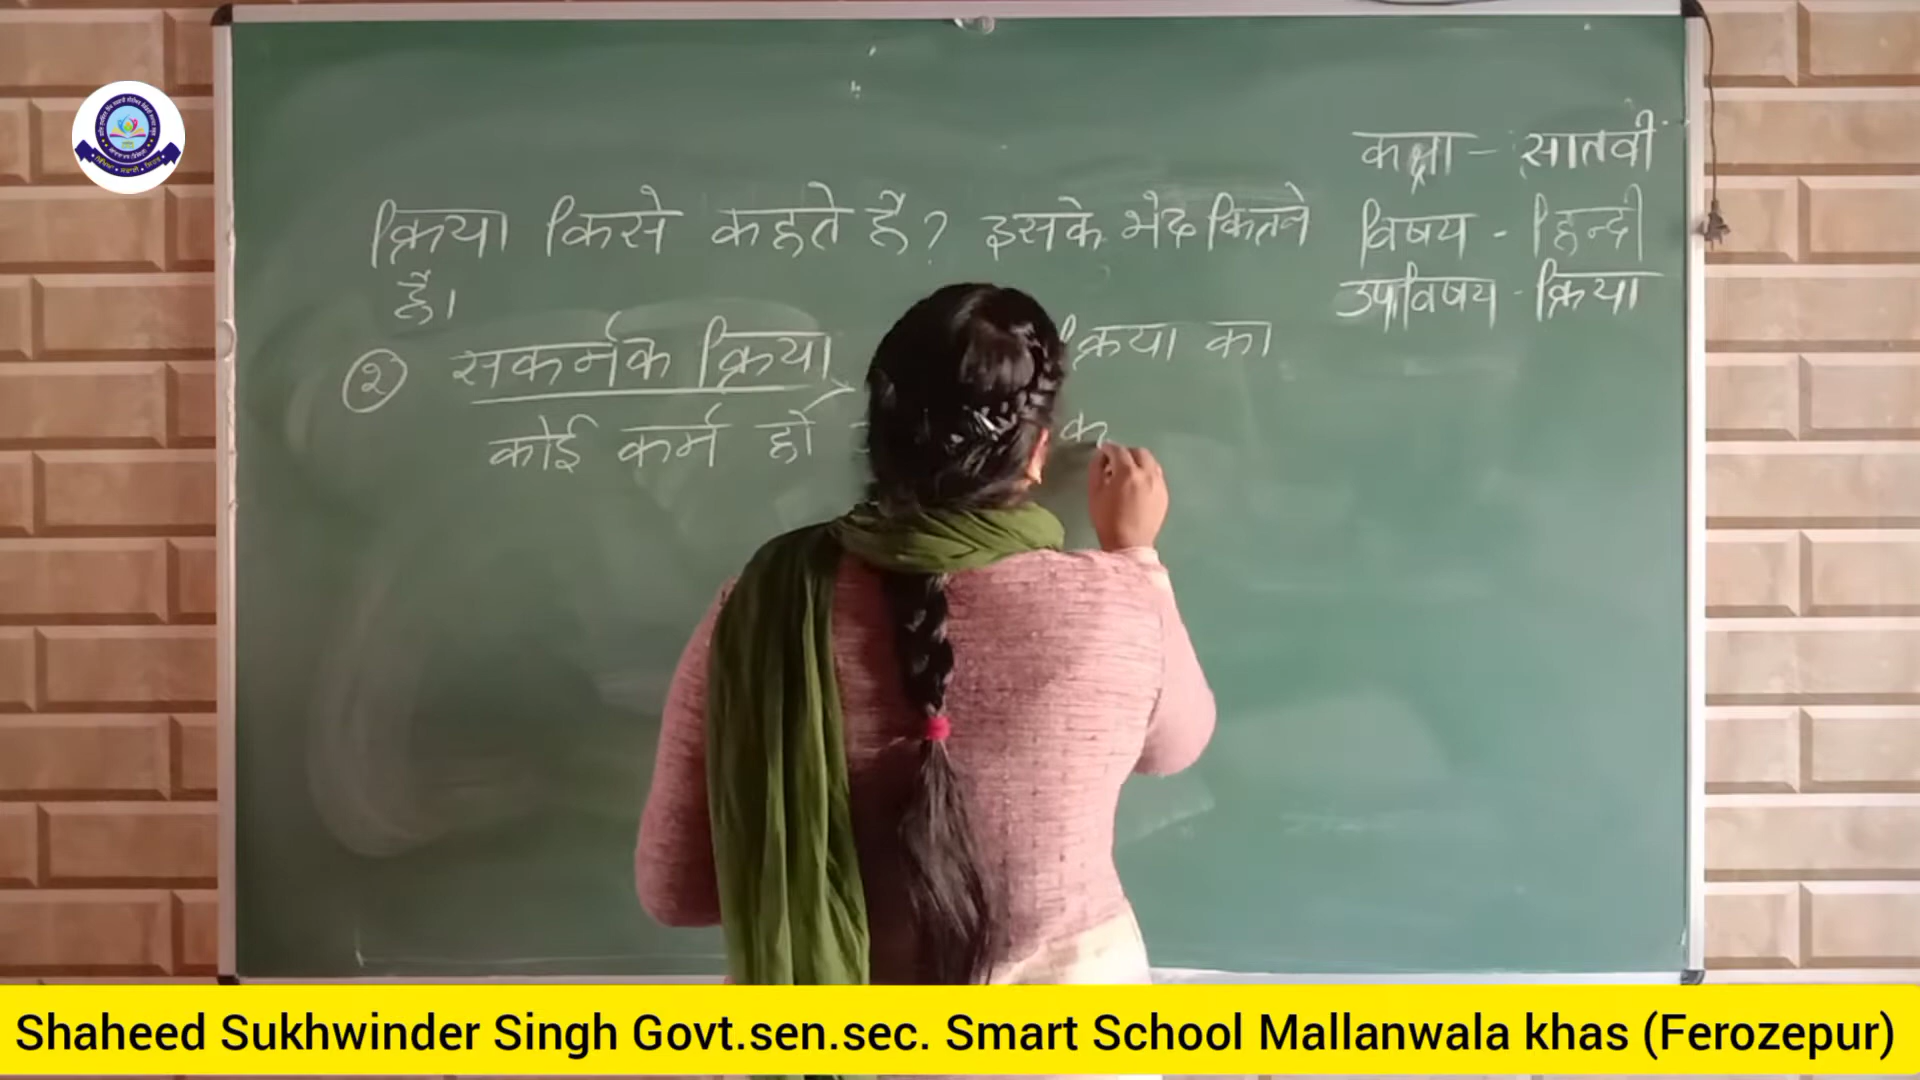 कक्षा - सातवीं
क्रिया किसे कहते है? इसके भेद कितने
विषय - हिन्दी
है।
उपविषय - क्रिया
२ सकर्मक क्रिया क्रिया का
कोई कर्म हो क
Shaheed Sukhwinder Singh Govt.sen.sec. Smart School Mallanwala khas (Ferozepur)